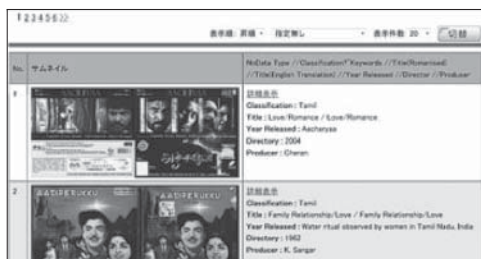 1 2 3 4 5 6 >>
表示順: 昇順 指定無し 表示件数 20 切替
No. サムネイル NoData Type //Classification/"Keywords //Title(Romanised) //Title(English Translation) //Year Released //Director //Producer
1
詳細表示
Classification : Tamil
Title : Love/Romance / Love/Romance
Year Released : Aacharyaa
Directory : 2004
Producer : Charan
2
AADIPERUKKU
AADIPERUKKU
詳細表示
Classification : Tamil
Title : Family Relationship/Love / Family Relationship/Love
Year Released : Water ritual observed by women in Tamil Nadu, India
Directory : 1962
Producer : K. Sangar